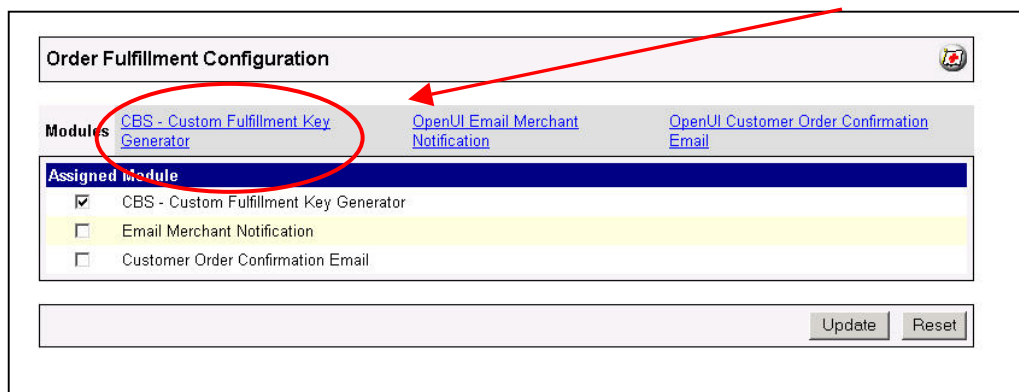 Order Fulfillment Configuration
Modules CBS - Custom Fulfillment Key Generator OpenUI Email Merchant Notification OpenUI Customer Order Confirmation Email
Assigned Module
CBS - Custom Fulfillment Key Generator
Email Merchant Notification
Customer Order Confirmation Email
Update Reset